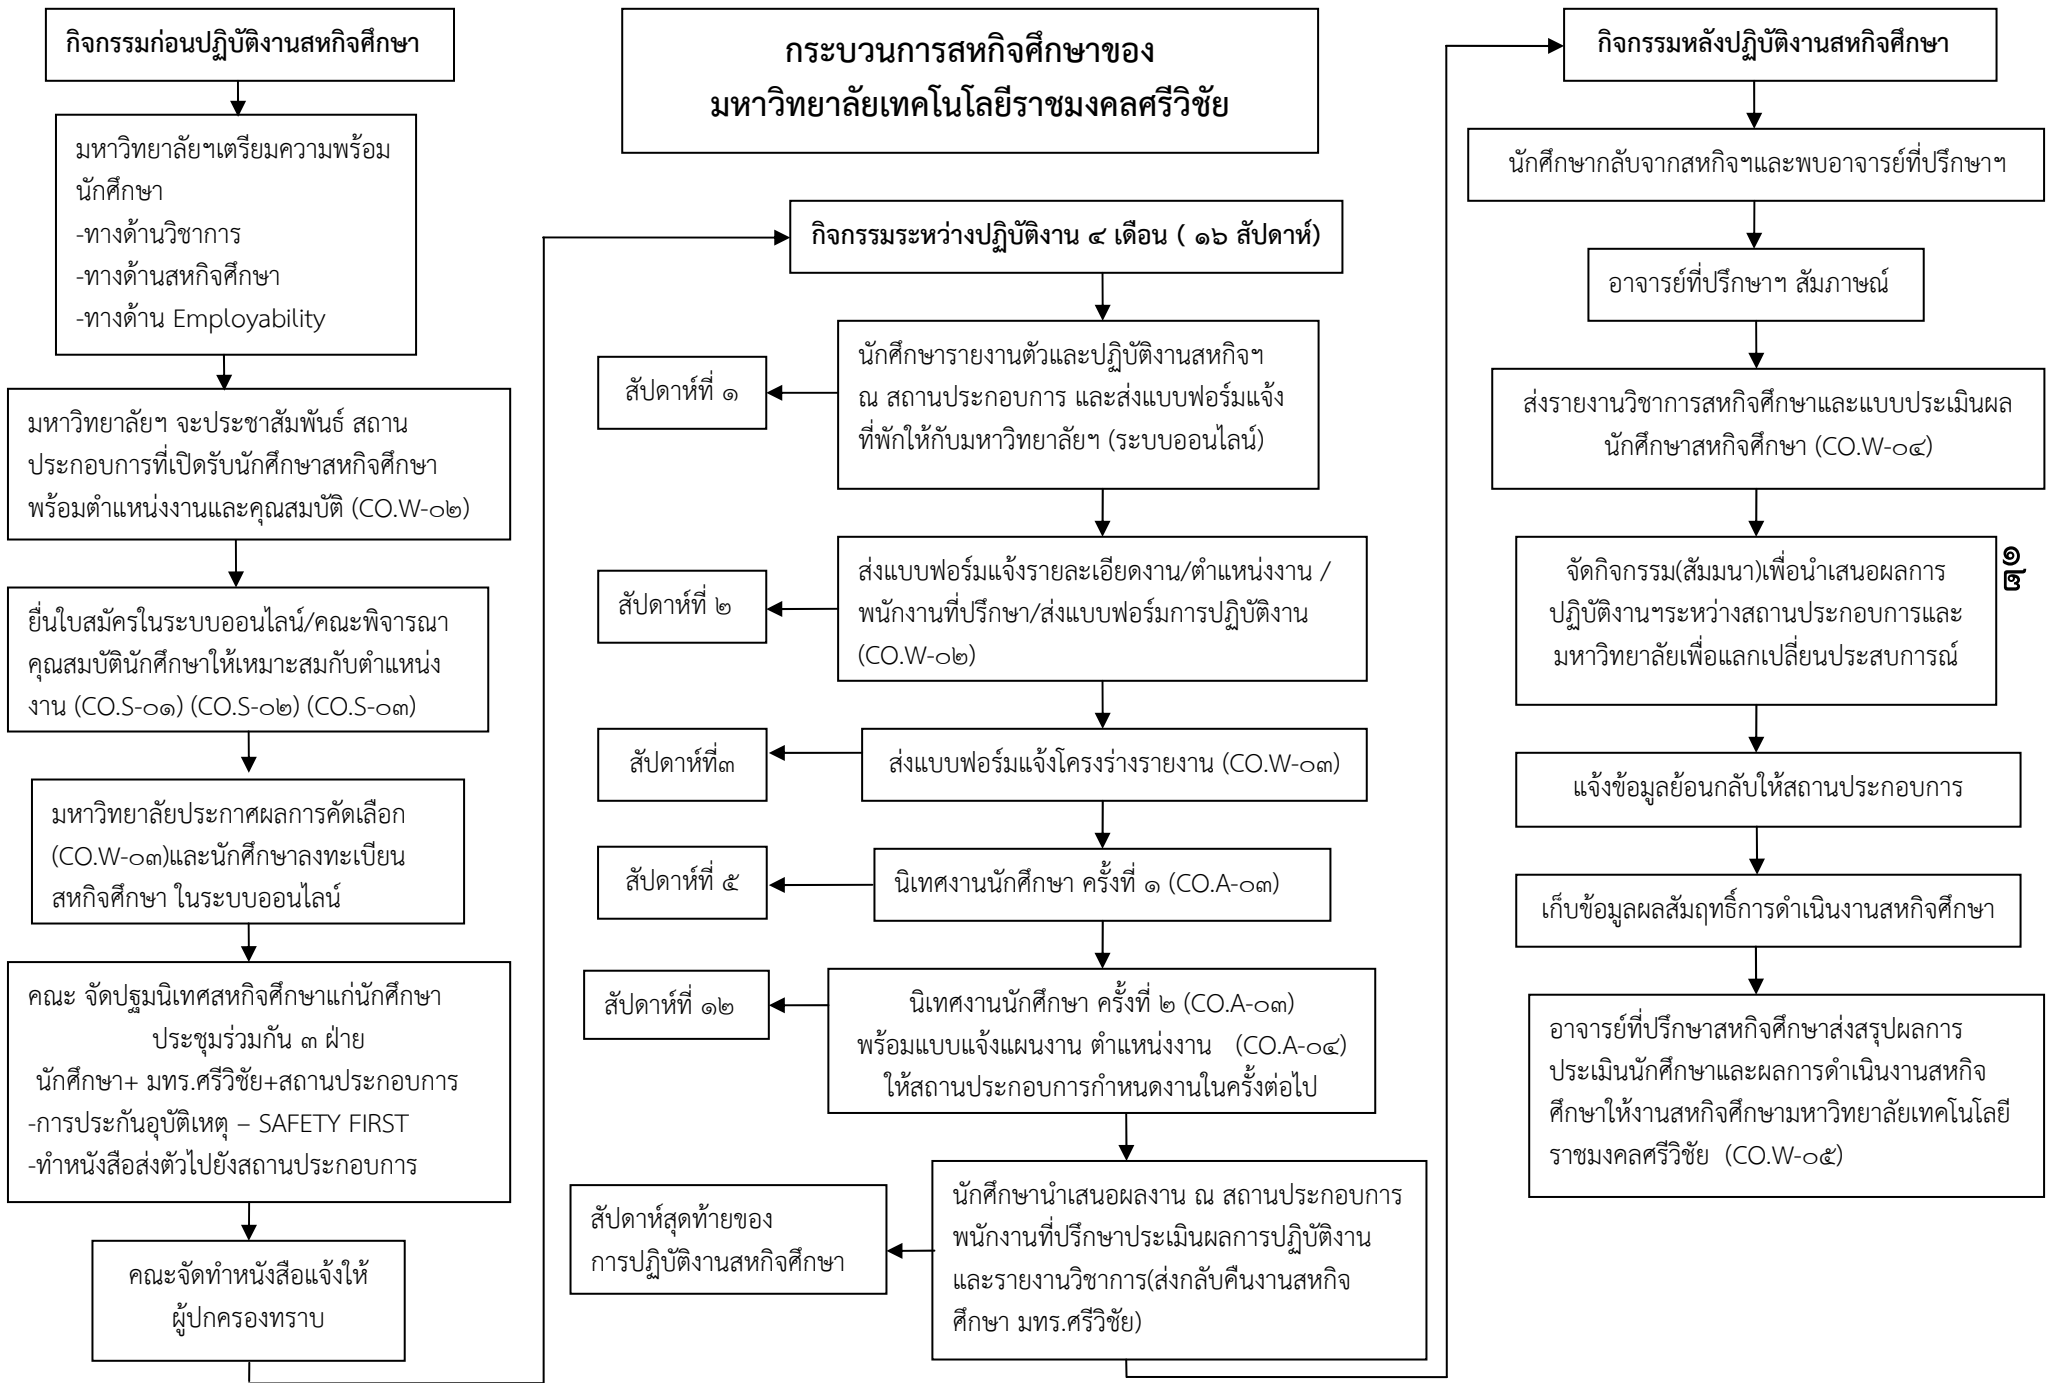 กิจกรรมก่อนปฏิบัติงานสหกิจศึกษา
มหาวิทยาลัยฯเตรียมความพร้อม
นักศึกษา
-ทางด้านวิชาการ
-ทางด้านสหกิจศึกษา
-ทางด้าน Employability
มหาวิทยาลัยฯ จะประชาสัมพันธ์ สถาน
ประกอบการที่เปิดรับนักศึกษาสหกิจศึกษา
พร้อมตำแหน่งงานและคุณสมบัติ (CO.W-๐๒)
ยื่นใบสมัครในระบบออนไลน์/คณะพิจารณา
คุณสมบัตินักศึกษาให้เหมาะสมกับตำแหน่ง
งาน (CO.S-๐๑) (CO.S-๐๒) (CO.S-๐๓)
มหาวิทยาลัยประกาศผลการคัดเลือก
(CO.W-๐๓)และนักศึกษาลงทะเบียน
สหกิจศึกษา ในระบบออนไลน์
คณะ จัดปฐมนิเทศสหกิจศึกษาแก่นักศึกษา
ประชุมร่วมกัน ๓ ฝ่าย
นักศึกษา+ มทร.ศรีวิชัย+สถานประกอบการ
-การประกันอุบัติเหตุ – SAFETY FIRST
-ทำหนังสือส่งตัวไปยังสถานประกอบการ
คณะจัดทำหนังสือแจ้งให้
ผู้ปกครองทราบ
กระบวนการสหกิจศึกษาของ
มหาวิทยาลัยเทคโนโลยีราชมงคลศรีวิชัย
กิจกรรมระหว่างปฏิบัติงาน ๔ เดือน ( ๑๖ สัปดาห์)
สัปดาห์ที่ ๑
นักศึกษารายงานตัวและปฏิบัติงานสหกิจฯ
ณ สถานประกอบการ และส่งแบบฟอร์มแจ้ง
ที่พักให้กับมหาวิทยาลัยฯ (ระบบออนไลน์)
สัปดาห์ที่ ๒
ส่งแบบฟอร์มแจ้งรายละเอียดงาน/ตำแหน่งงาน /
พนักงานที่ปรึกษา/ส่งแบบฟอร์มการปฏิบัติงาน
(CO.W-๐๒)
สัปดาห์ที่๓
ส่งแบบฟอร์มแจ้งโครงร่างรายงาน (CO.W-๐๓)
สัปดาห์ที่ ๕
นิเทศงานนักศึกษา ครั้งที่ ๑ (CO.A-๐๓)
สัปดาห์ที่ ๑๒
นิเทศงานนักศึกษา ครั้งที่ ๒ (CO.A-๐๓)
พร้อมแบบแจ้งแผนงาน ตำแหน่งงาน (CO.A-๐๔)
ให้สถานประกอบการกำหนดงานในครั้งต่อไป
สัปดาห์สุดท้ายของ
การปฏิบัติงานสหกิจศึกษา
นักศึกษานำเสนอผลงาน ณ สถานประกอบการ
พนักงานที่ปรึกษาประเมินผลการปฏิบัติงาน
และรายงานวิชาการ(ส่งกลับคืนงานสหกิจ
ศึกษา มทร.ศรีวิชัย)
กิจกรรมหลังปฏิบัติงานสหกิจศึกษา
นักศึกษากลับจากสหกิจฯและพบอาจารย์ที่ปรึกษาฯ
อาจารย์ที่ปรึกษาฯ สัมภาษณ์
ส่งรายงานวิชาการสหกิจศึกษาและแบบประเมินผล
นักศึกษาสหกิจศึกษา (CO.W-๐๔)
จัดกิจกรรม(สัมมนา)เพื่อนำเสนอผลการ
ปฏิบัติงานฯระหว่างสถานประกอบการและ
มหาวิทยาลัยเพื่อแลกเปลี่ยนประสบการณ์
๑๒
แจ้งข้อมูลย้อนกลับให้สถานประกอบการ
เก็บข้อมูลผลสัมฤทธิ์การดำเนินงานสหกิจศึกษา
อาจารย์ที่ปรึกษาสหกิจศึกษาส่งสรุปผลการ
ประเมินนักศึกษาและผลการดำเนินงานสหกิจ
ศึกษาให้งานสหกิจศึกษามหาวิทยาลัยเทคโนโลยี
ราชมงคลศรีวิชัย (CO.W-๐๕)